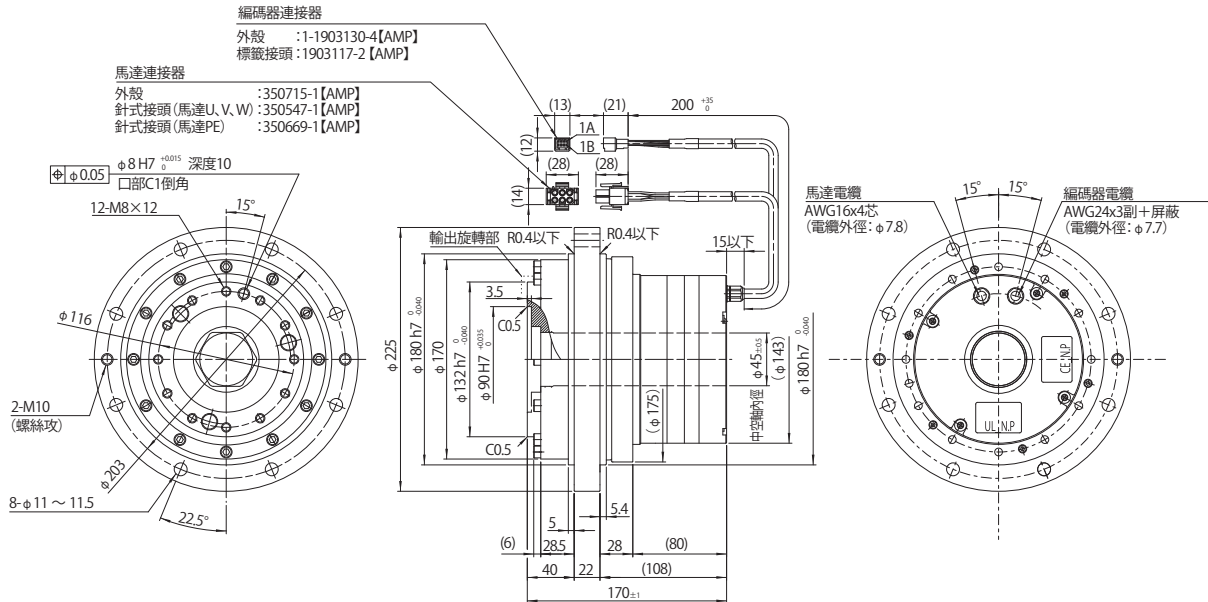 編碼器連接器
外殼 :1-1903130-4【AMP】
標籤接頭:1903117-2【AMP】
馬達連接器
外殼 :350715-1【AMP】
針式接頭(馬達U、V、W):350547-1【AMP】
針式接頭(馬達PE) :350669-1【AMP】
(13)
(21)
200 +35 0
1A
1B
(12)
(28)
(28)
(14)
⌖ φ0.05
φ8 H7 +0.015 0 深度10
口部C1倒角
12-M8×12
15°
φ116
2-M10
(螺絲攻)
φ203
8-φ11～11.5
22.5°
輸出旋轉部
R0.4以下
R0.4以下
15以下
3.5
C0.5
C0.5
φ225
φ180 h7 0 -0.040
φ170
φ132 h7 0 -0.040
φ90 H7 +0.035 0
(φ175)
中空軸內徑
φ45±0.5
(φ143)
φ180 h7 0 -0.040
5
5.4
(6)
28.5
28
(80)
40
22
(108)
170±1
馬達電纜
AWG16x4芯
(電纜外徑:φ7.8)
15°
15°
編碼器電纜
AWG24x3副＋屏蔽
(電纜外徑:φ7.7)
CE N.P
UL N.P